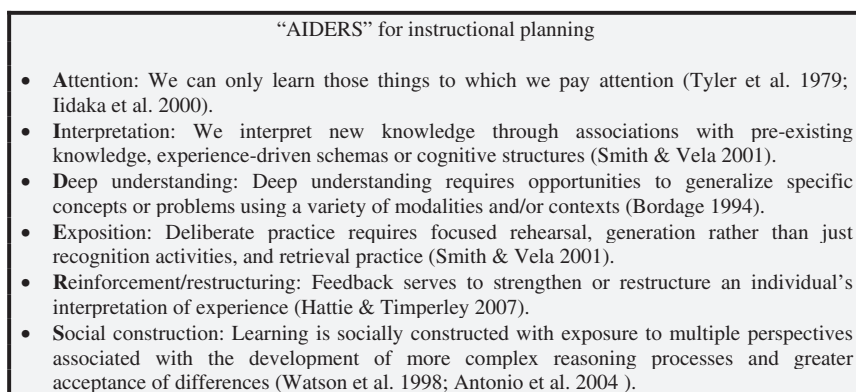 “AIDERS” for instructional planning
• Attention: We can only learn those things to which we pay attention (Tyler et al. 1979;
Iidaka et al. 2000).
• Interpretation: We interpret new knowledge through associations with pre-existing
knowledge, experience-driven schemas or cognitive structures (Smith & Vela 2001).
• Deep understanding: Deep understanding requires opportunities to generalize specific
concepts or problems using a variety of modalities and/or contexts (Bordage 1994).
• Exposition: Deliberate practice requires focused rehearsal, generation rather than just
recognition activities, and retrieval practice (Smith & Vela 2001).
• Reinforcement/restructuring: Feedback serves to strengthen or restructure an individual’s
interpretation of experience (Hattie & Timperley 2007).
• Social construction: Learning is socially constructed with exposure to multiple perspectives
associated with the development of more complex reasoning processes and greater
acceptance of differences (Watson et al. 1998; Antonio et al. 2004 ).